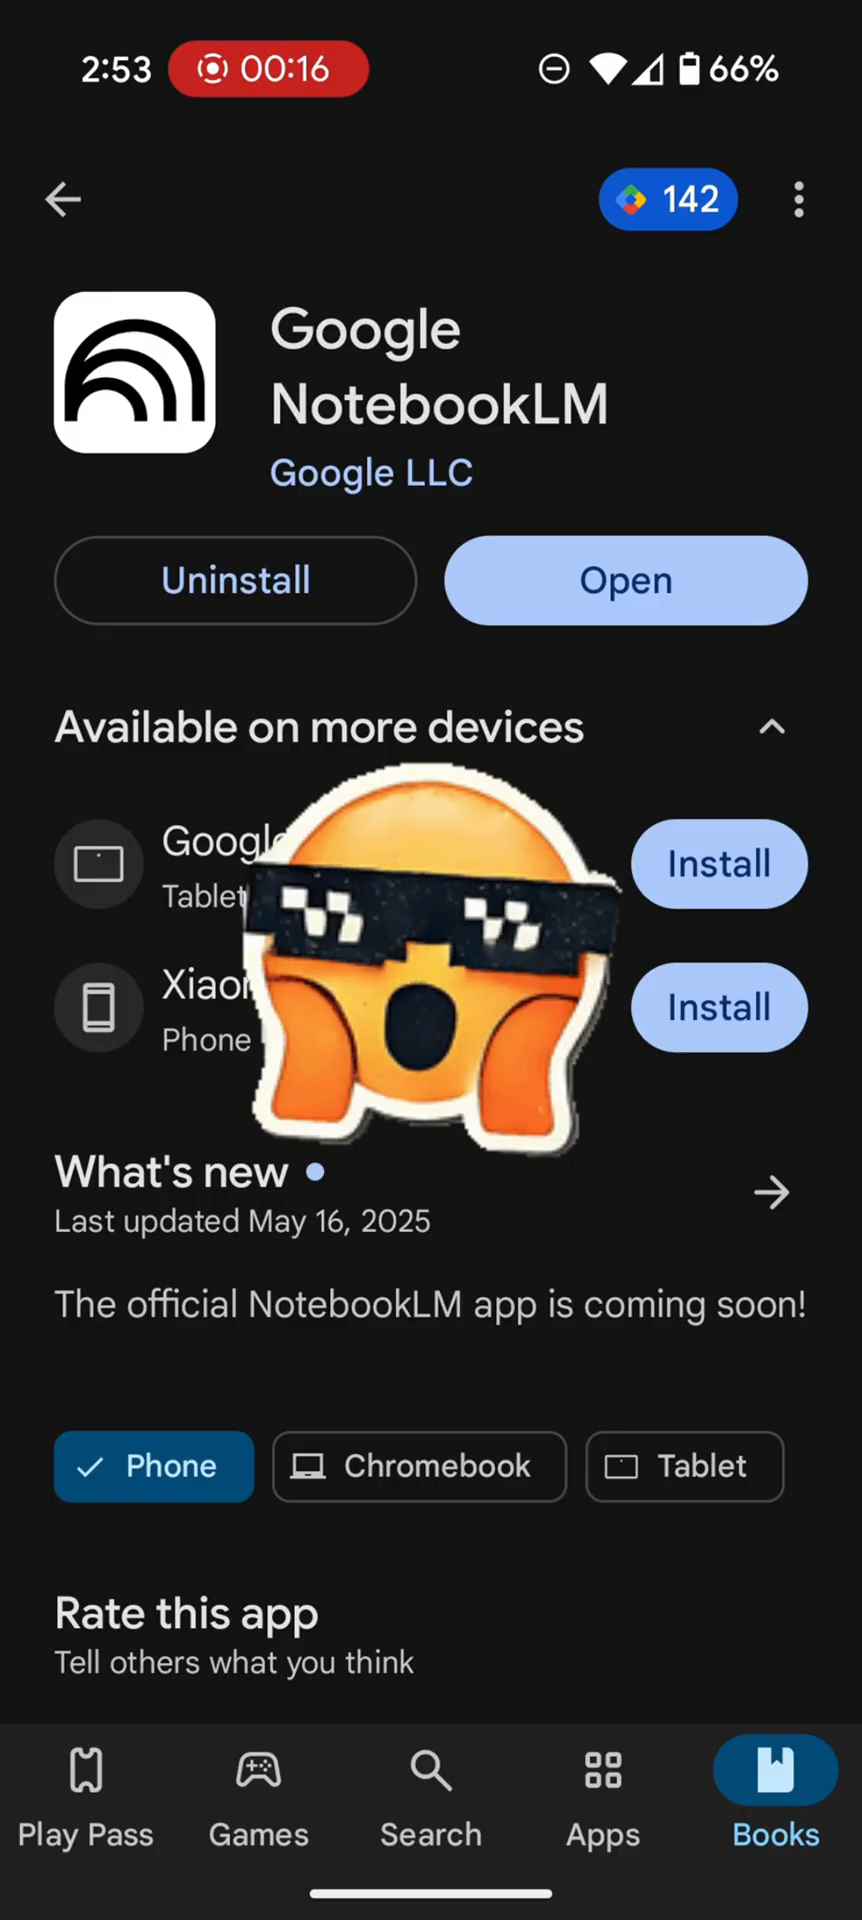 2:53 00:16 66%
142
Google
NotebookLM
Google LLC
Uninstall Open
Available on more devices
Install
Tablet
Install
Phone
What's new
Last updated May 16, 2025
The official NotebookLM app is coming soon!
Phone Chromebook Tablet
Rate this app
Tell others what you think
Play Pass Games Search Apps Books